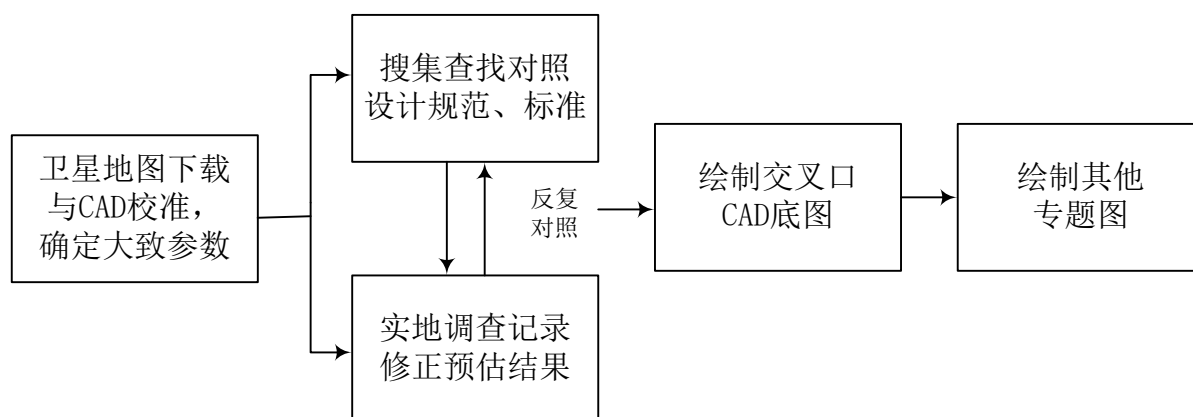 卫星地图下载
与CAD校准，
确定大致参数
搜集查找对照
设计规范、标准
实地调查记录
修正预估结果
反复
对照
绘制交叉口
CAD底图
绘制其他
专题图